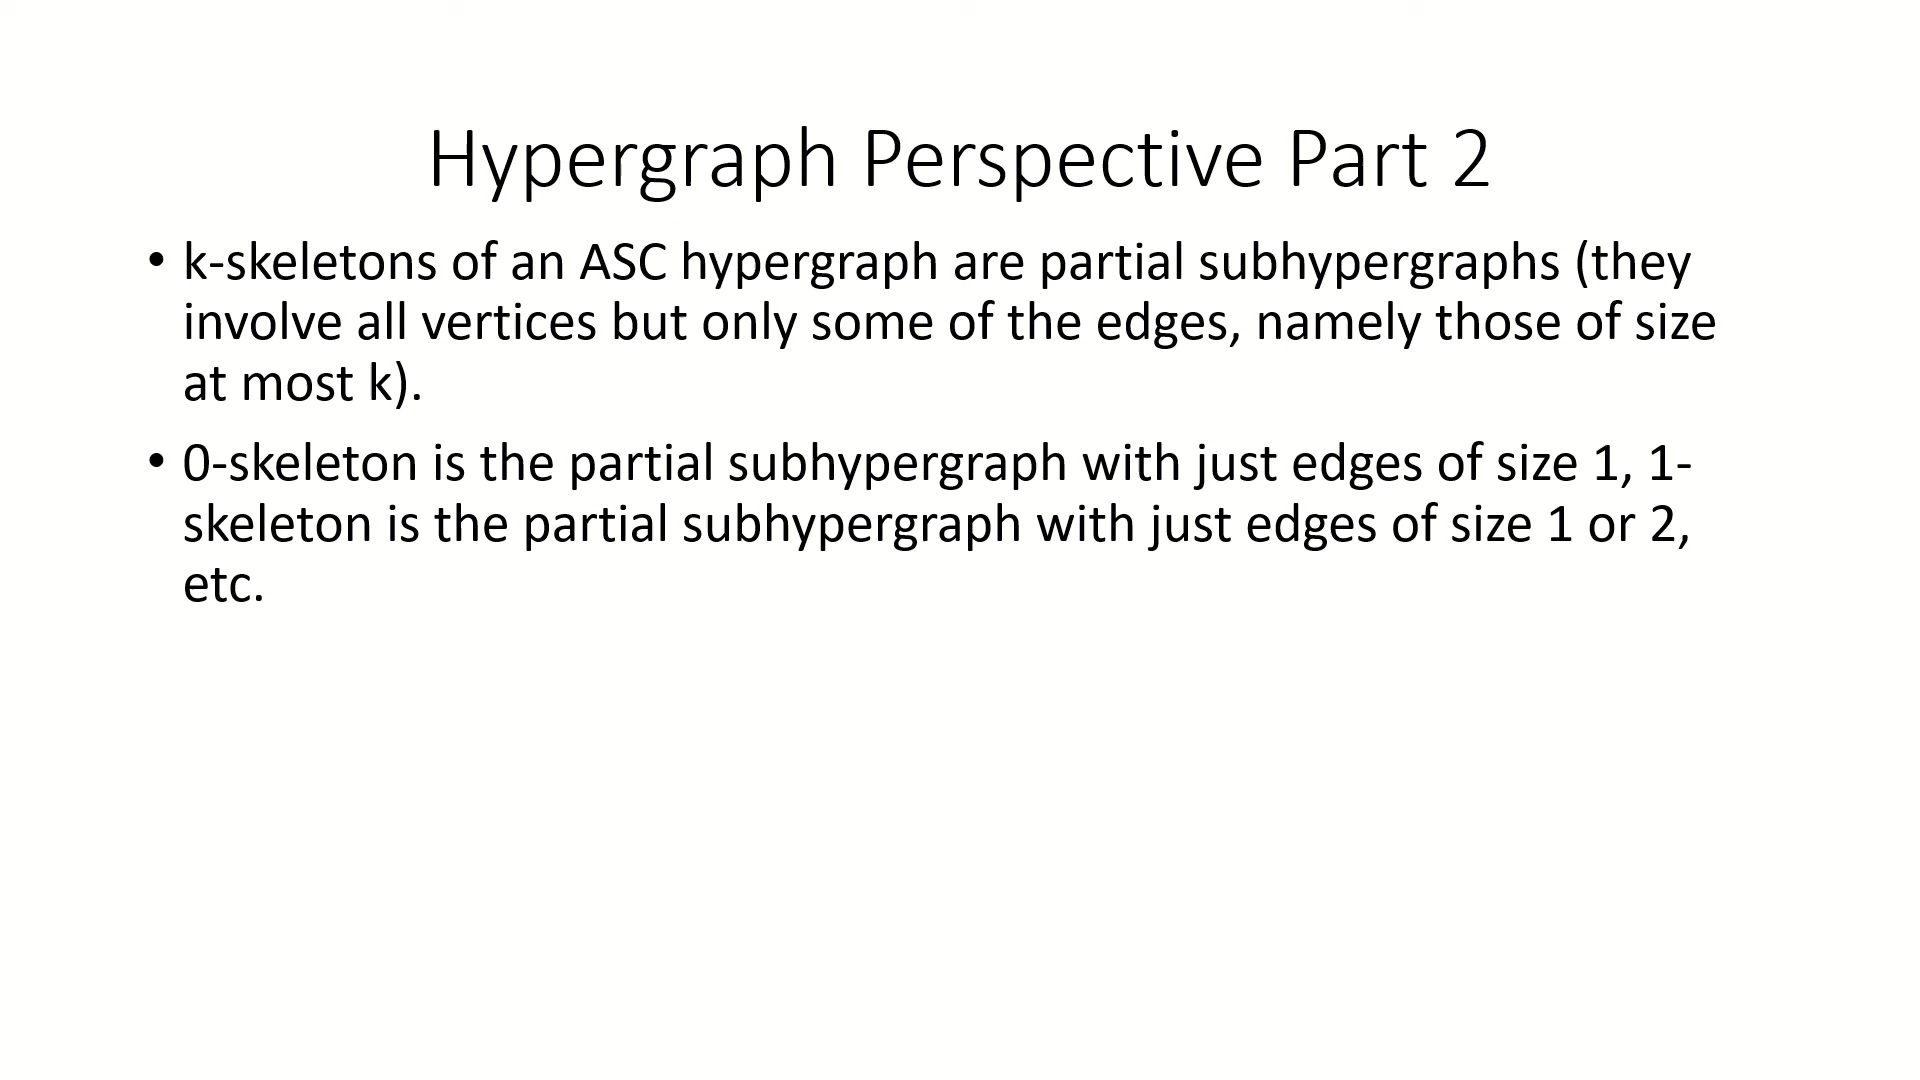 Hypergraph Perspective Part 2
• k-skeletons of an ASC hypergraph are partial subhypergraphs (they
involve all vertices but only some of the edges, namely those of size
at most k).
• 0-skeleton is the partial subhypergraph with just edges of size 1, 1-
skeleton is the partial subhypergraph with just edges of size 1 or 2,
etc.